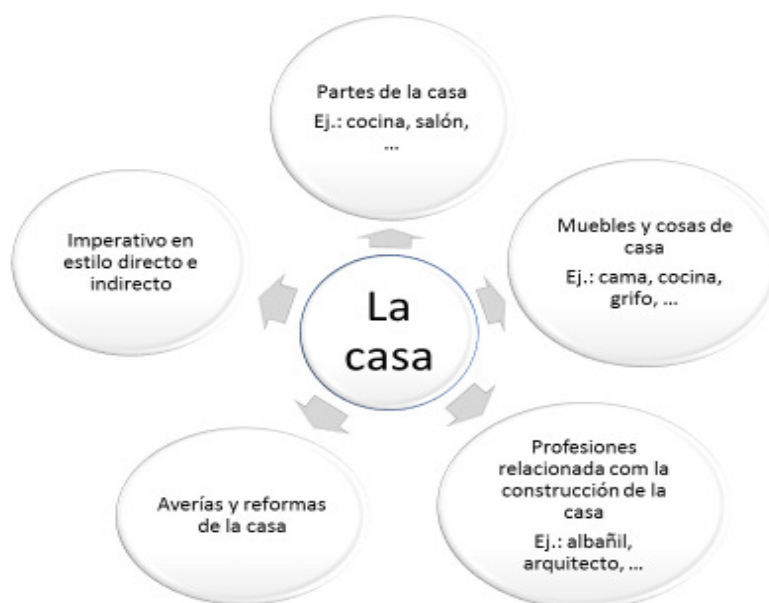 Partes de la casa
Ej.: cocina, salón,
...
Muebles y cosas de
casa
Ej.: cama, cocina,
grifo, ...
Imperativo en
estilo directo e
indirecto
La
casa
Profesiones
relacionada com la
construcción de la
casa
Ej.: albañil,
arquitecto, ...
Averías y reformas
de la casa